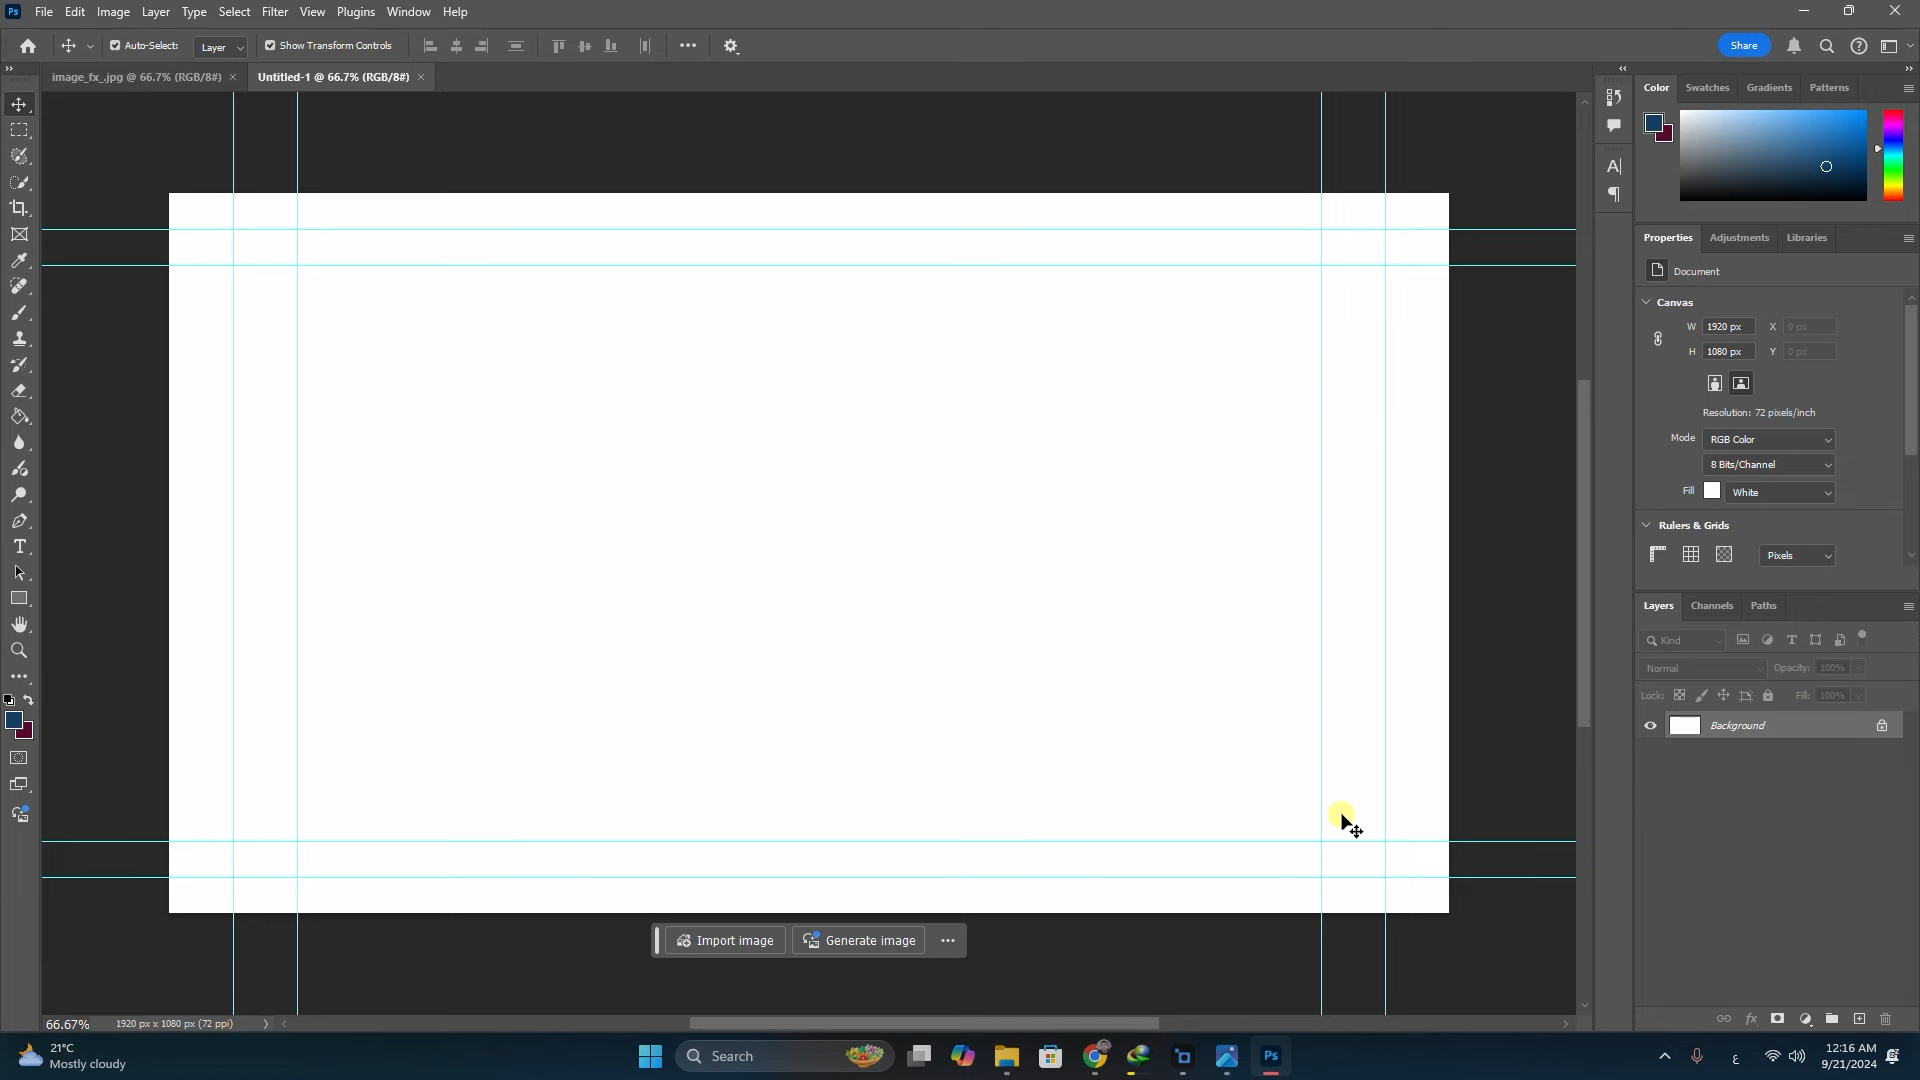 Ps File Edit Image Layer Type Select Filter View Plugins Window Help
Auto-Select: Layer Show Transform Controls Share
image_fx_.jpg @ 66.7% (RGB/8#) Untitled-1 @ 66.7% (RGB/8#)
Color Swatches Gradients Patterns
Properties Adjustments Libraries
Document
Canvas
W 1920 px X 0 px
H 1080 px Y 0 px
Resolution: 72 pixels/inch
Mode RGB Color
8 Bits/Channel
Fill White
Rulers & Grids
Pixels
Layers Channels Paths
Kind
Normal Opacity: 100%
Lock: Fill: 100%
Background
Import image Generate image
66.67% 1920 px x 1080 px (72 ppi)
21°C
Mostly cloudy
Search
Ps
ع
12:16 AM
9/21/2024